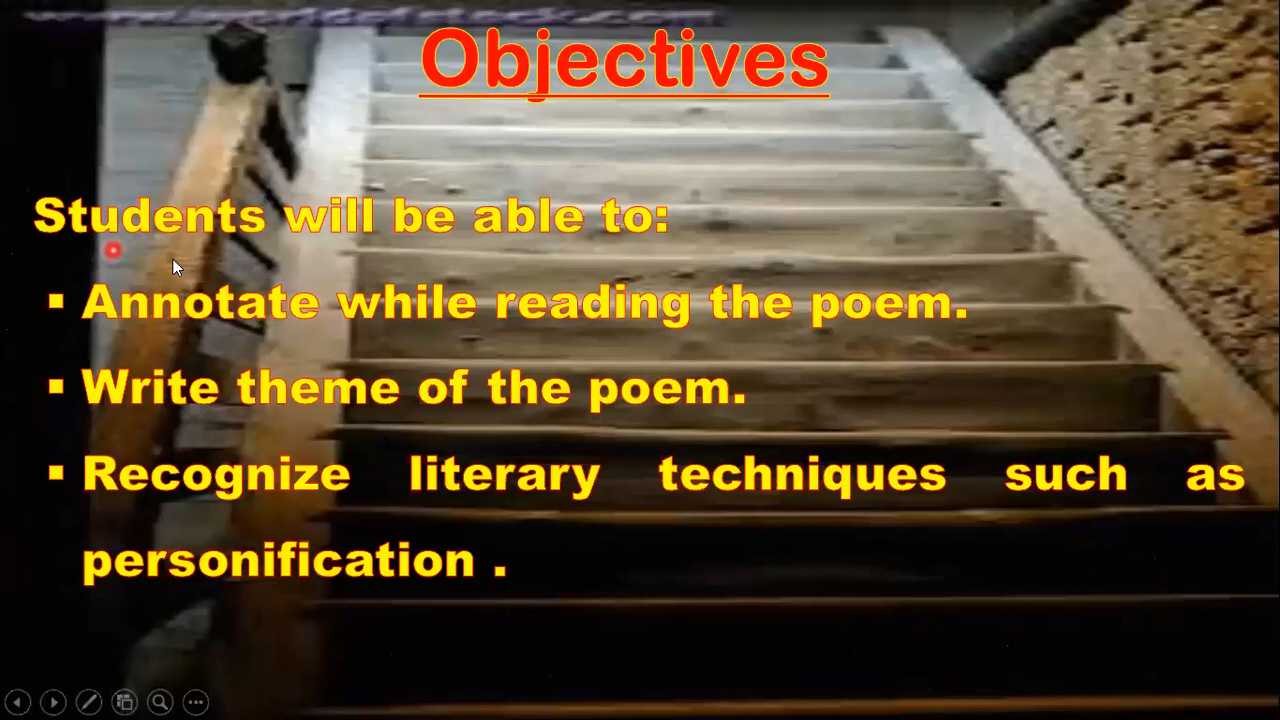 Objectives
Students will be able to:
▪ Annotate while reading the poem.
▪ Write theme of the poem.
▪ Recognize literary techniques such as
personification .